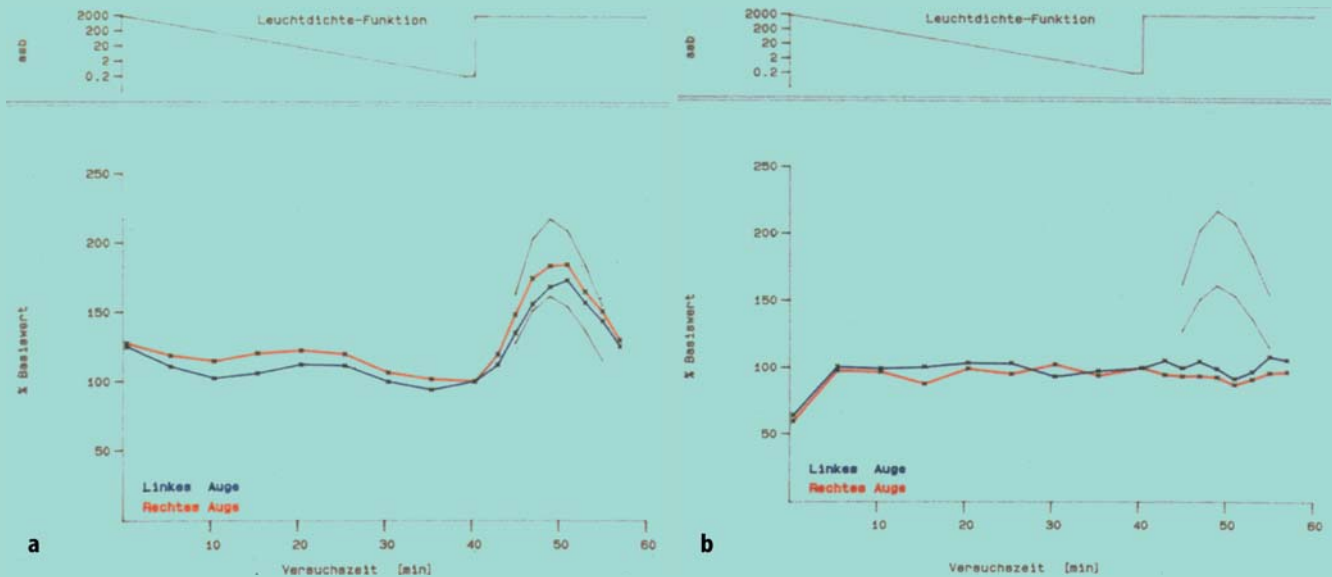 Leuchtdichte-Funktion
2000
200
20
2
0.2
asb
250
200
150
100
50
% Basiswert
Linkes Auge
Rechtes Auge
10 20 30 40 50 60
Versuchszeit [min]
a
Leuchtdichte-Funktion
2000
200
20
2
0.2
asb
250
200
150
100
50
% Basiswert
Linkes Auge
Rechtes Auge
10 20 30 40 50 60
Versuchszeit [min]
b